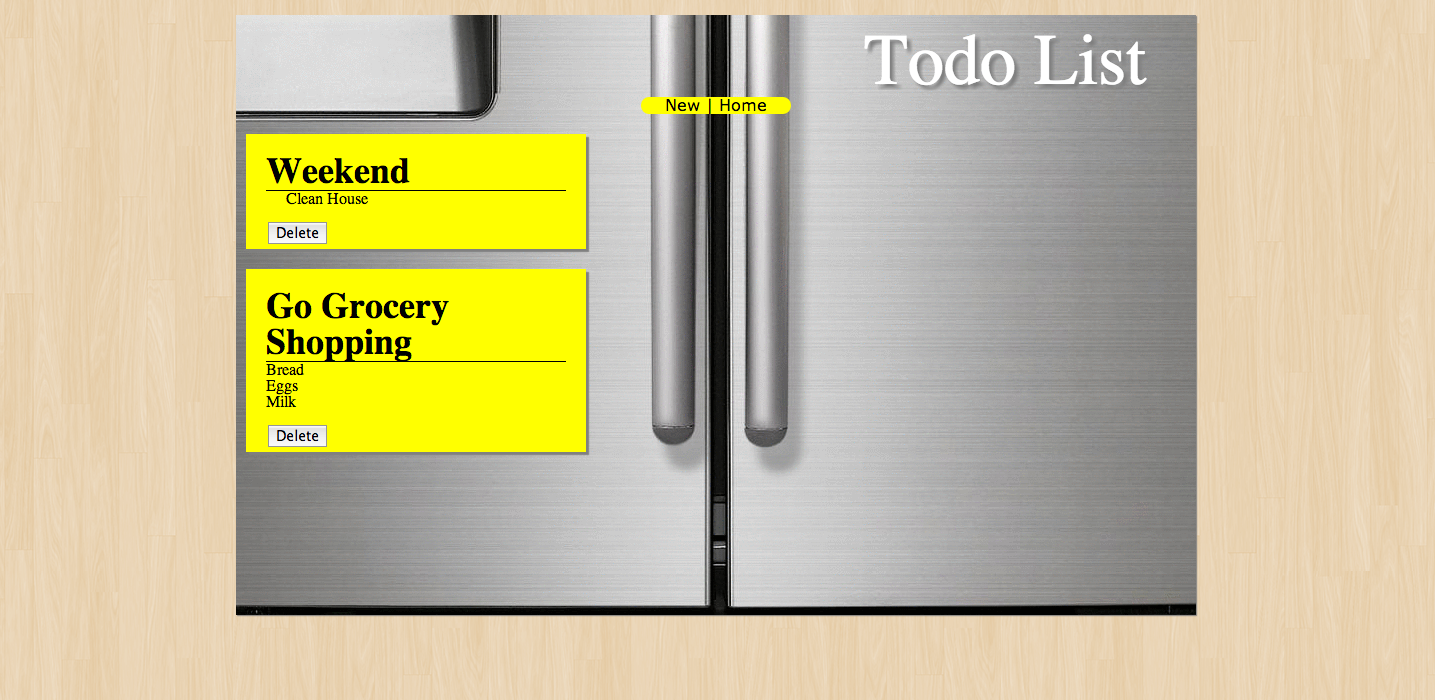 Todo List
New | Home
Weekend
Clean House
Delete
Go Grocery
Shopping
Bread
Eggs
Milk
Delete